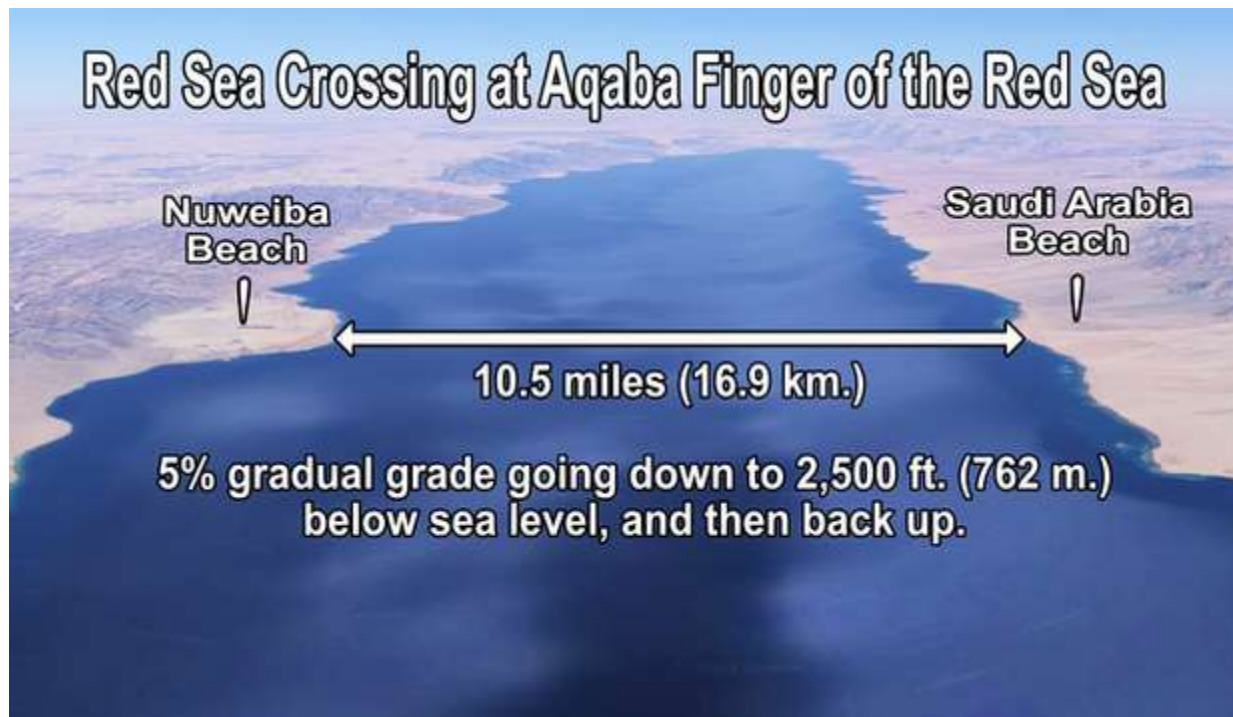 Red Sea Crossing at Aqaba Finger of the Red Sea
Nuweiba
Beach
Saudi Arabia
Beach
10.5 miles (16.9 km.)
5% gradual grade going down to 2,500 ft. (762 m.)
below sea level, and then back up.